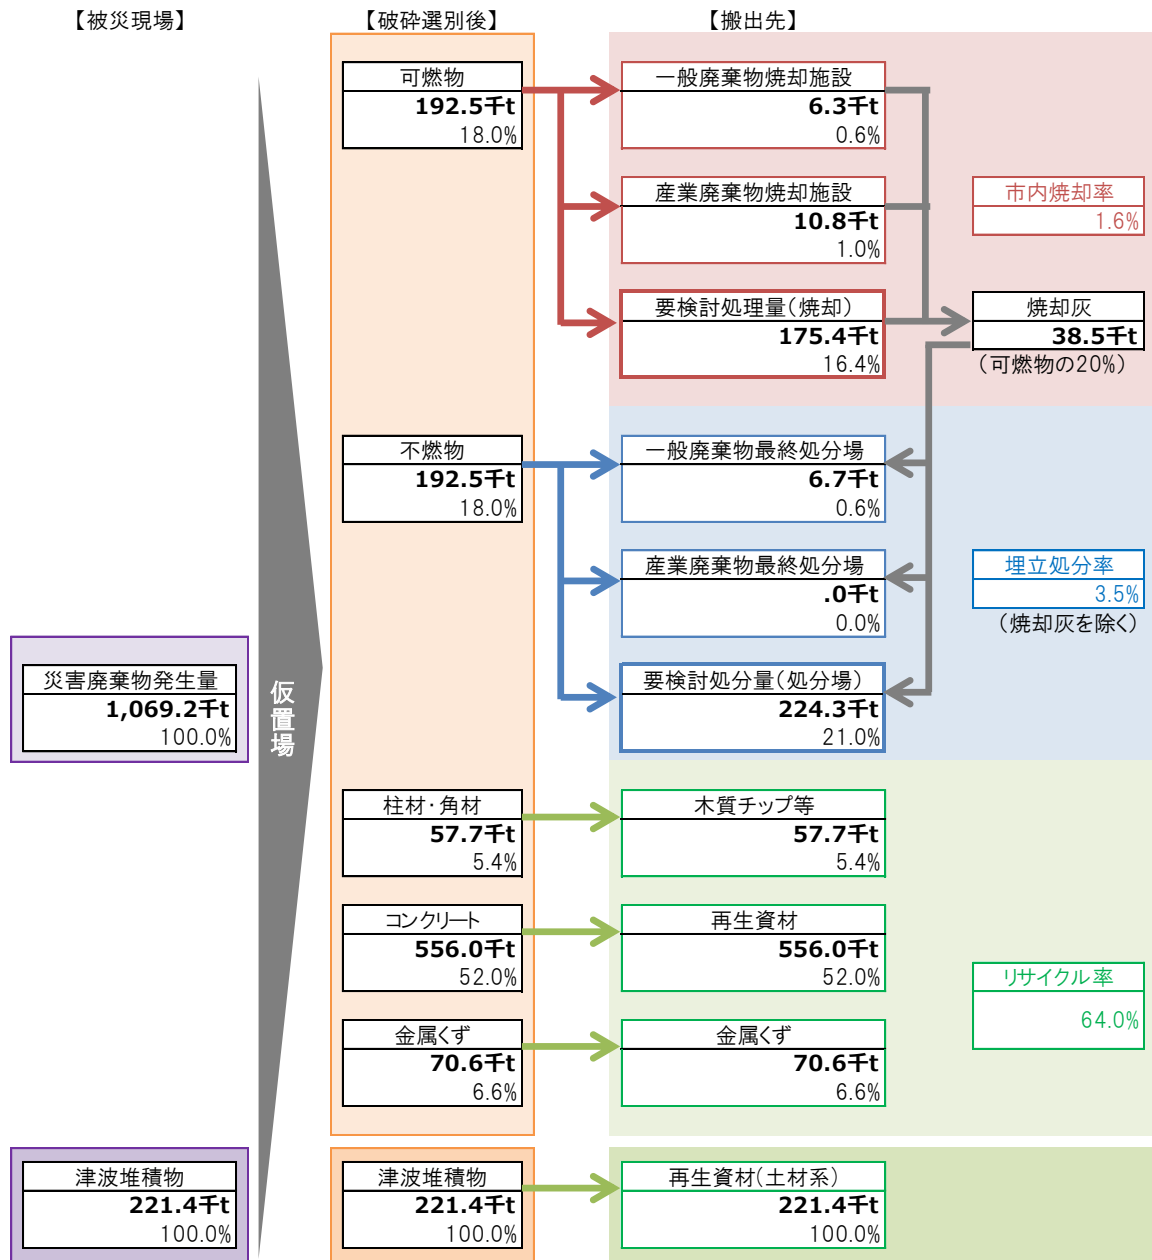 【被災現場】
【破砕選別後】
【搬出先】
可燃物
192.5千t
18.0%
一般廃棄物焼却施設
6.3千t
0.6%
産業廃棄物焼却施設
10.8千t
1.0%
市内焼却率
1.6%
要検討処理量(焼却)
175.4千t
16.4%
焼却灰
38.5千t
(可燃物の20%)
不燃物
192.5千t
18.0%
一般廃棄物最終処分場
6.7千t
0.6%
産業廃棄物最終処分場
.0千t
0.0%
埋立処分率
3.5%
(焼却灰を除く)
災害廃棄物発生量
1,069.2千t
100.0%
仮置場
要検討処分量(処分場)
224.3千t
21.0%
柱材・角材
57.7千t
5.4%
木質チップ等
57.7千t
5.4%
コンクリート
556.0千t
52.0%
再生資材
556.0千t
52.0%
リサイクル率
64.0%
金属くず
70.6千t
6.6%
金属くず
70.6千t
6.6%
津波堆積物
221.4千t
100.0%
津波堆積物
221.4千t
100.0%
再生資材(土材系)
221.4千t
100.0%